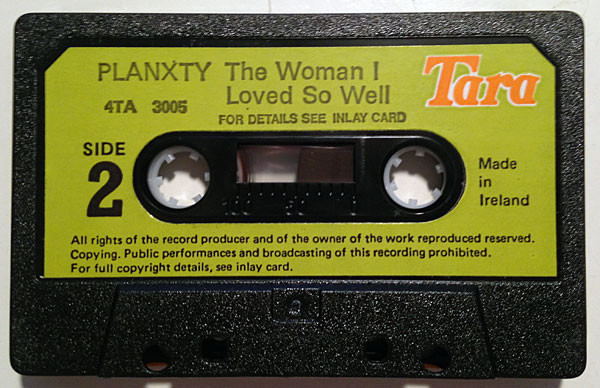 PLANXTY The Woman I
Loved So Well
Tara
4TA 3005
FOR DETAILS SEE INLAY CARD
SIDE
2
Made
in
Ireland
All rights of the record producer and of the owner of the work reproduced reserved.
Copying. Public performances and broadcasting of this recording prohibited.
For full copyright details, see inlay card.